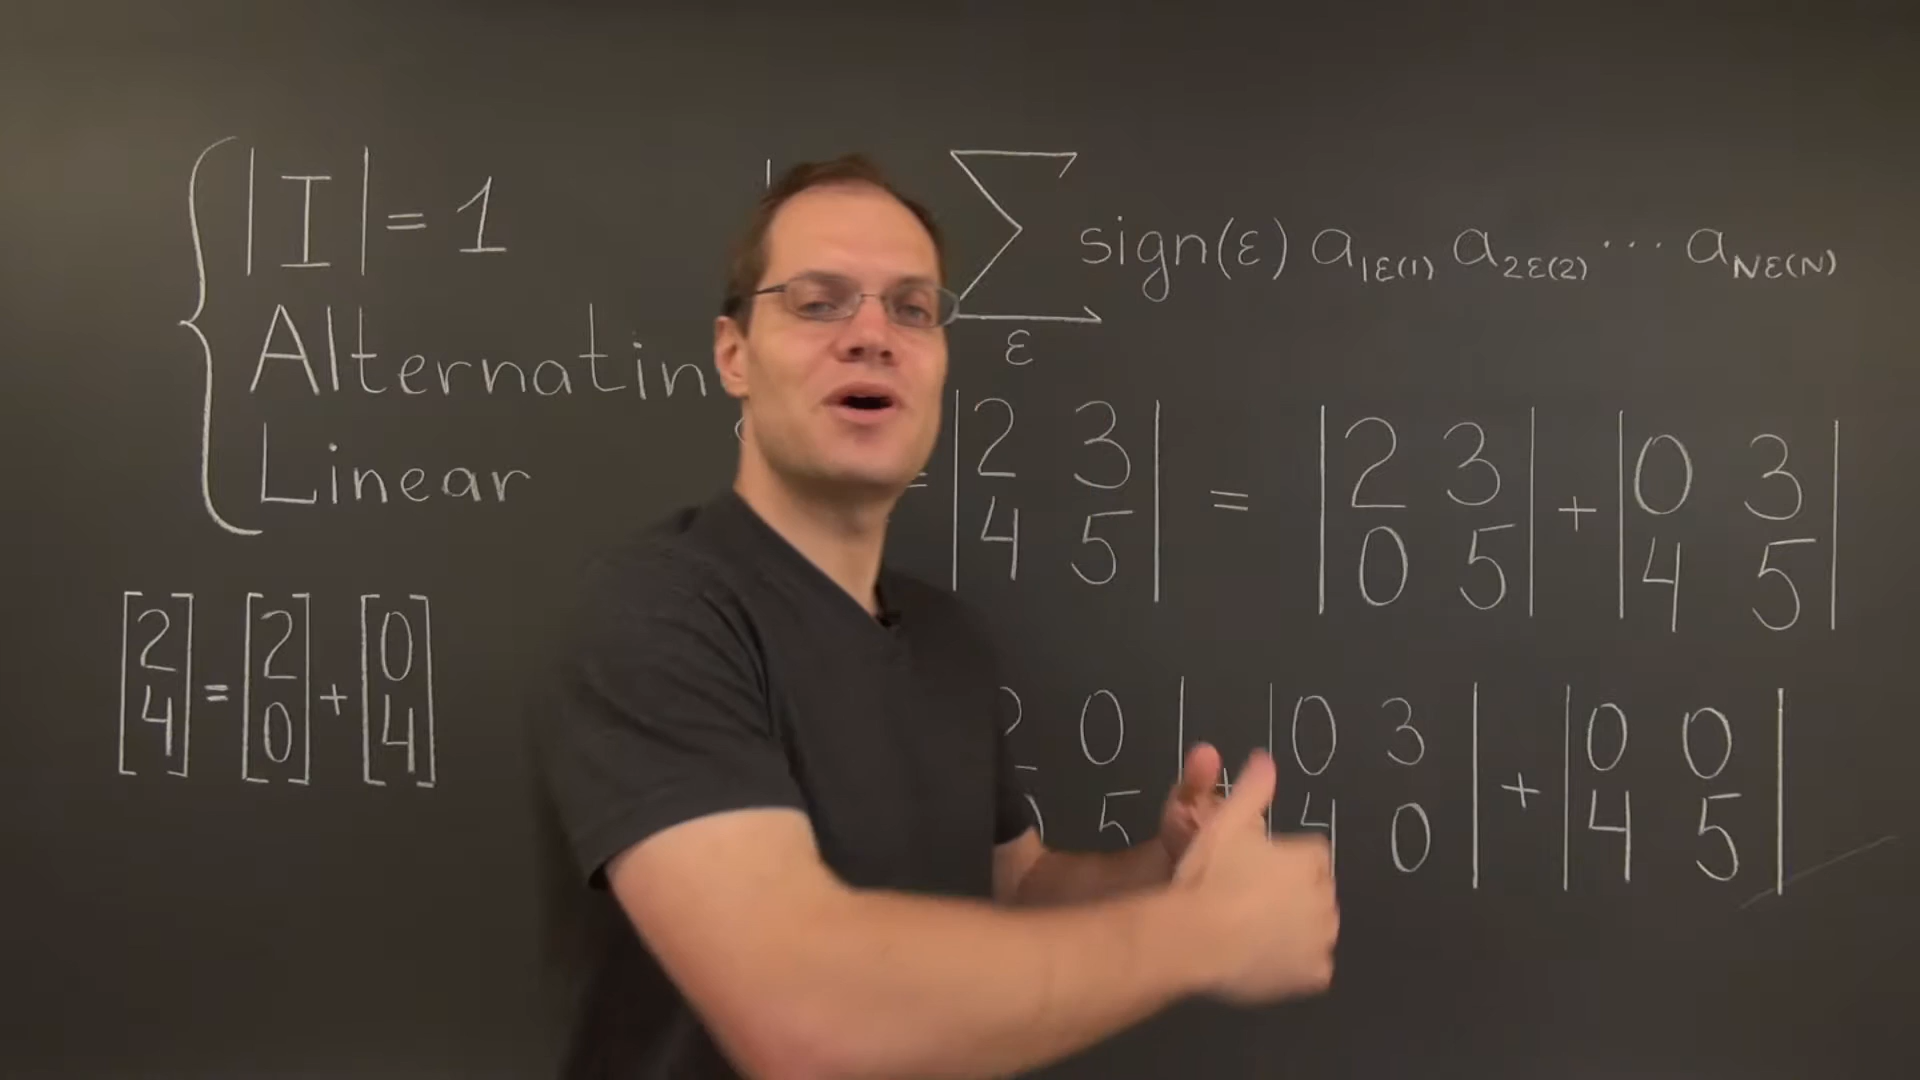 |I| = 1
Alternatin
Linear
[2 4] = [2 0] + [0 4]
∑ sign(ε) a1ε(1) a2ε(2) ··· aNε(N)
ε
= |2 3| = |2 3| + |0 3|
|4 5| |0 5| |4 5|
2 0| + |0 3| + |0 0|
5 |4 0| |4 5|